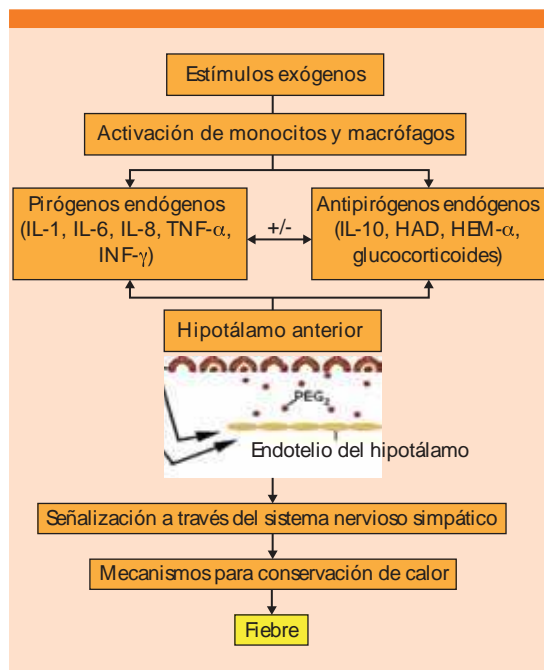 Estímulos exógenos
Activación de monocitos y macrófagos
Pirógenos endógenos
(IL-1, IL-6, IL-8, TNF-α,
INF-γ)
+/-
Antipirógenos endógenos
(IL-10, HAD, HEM-α,
glucocorticoides)
Hipotálamo anterior
PEG₂
Endotelio del hipotálamo
Señalización a través del sistema nervioso simpático
Mecanismos para conservación de calor
Fiebre